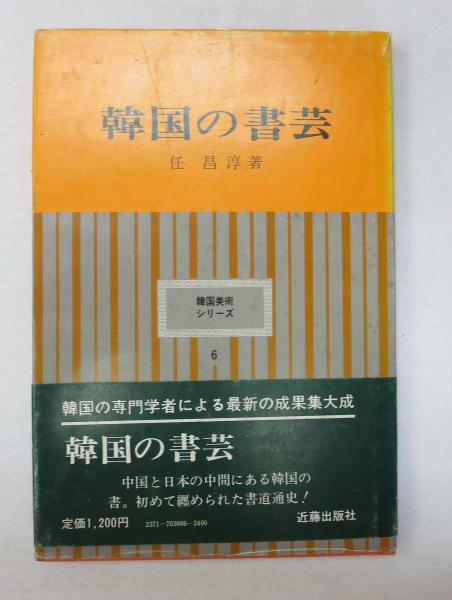 韓国の書芸
任昌淳著
韓国美術
シリーズ
6
韓国の専門学者による最新の成果集大成
韓国の書芸
中国と日本の中間にある韓国の
書。初めて纒められた書道通史!
定価1,200円
2371—703006—2400
近藤出版社